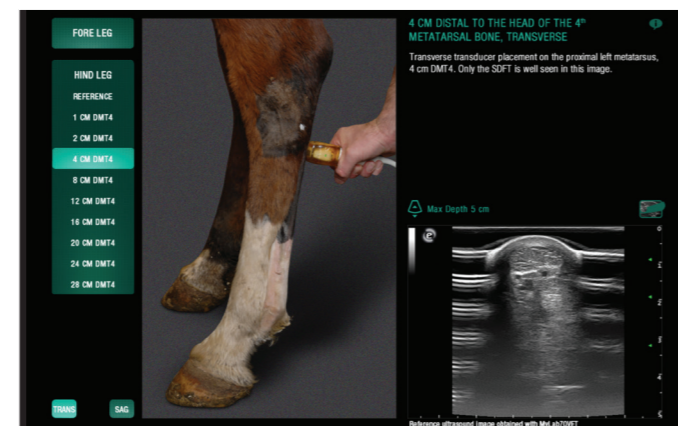 FORE LEG
HIND LEG
REFERENCE
1 CM DMT4
2 CM DMT4
4 CM DMT4
8 CM DMT4
12 CM DMT4
16 CM DMT4
20 CM DMT4
24 CM DMT4
28 CM DMT4
TRANS
SAG
4 CM DISTAL TO THE HEAD OF THE 4th
METATARSAL BONE, TRANSVERSE
Transverse transducer placement on the proximal left metatarsus,
4 cm DMT4. Only the SDFT is well seen in this image.
Max Depth 5 cm
Reference ultrasound image obtained with MyLab70VET